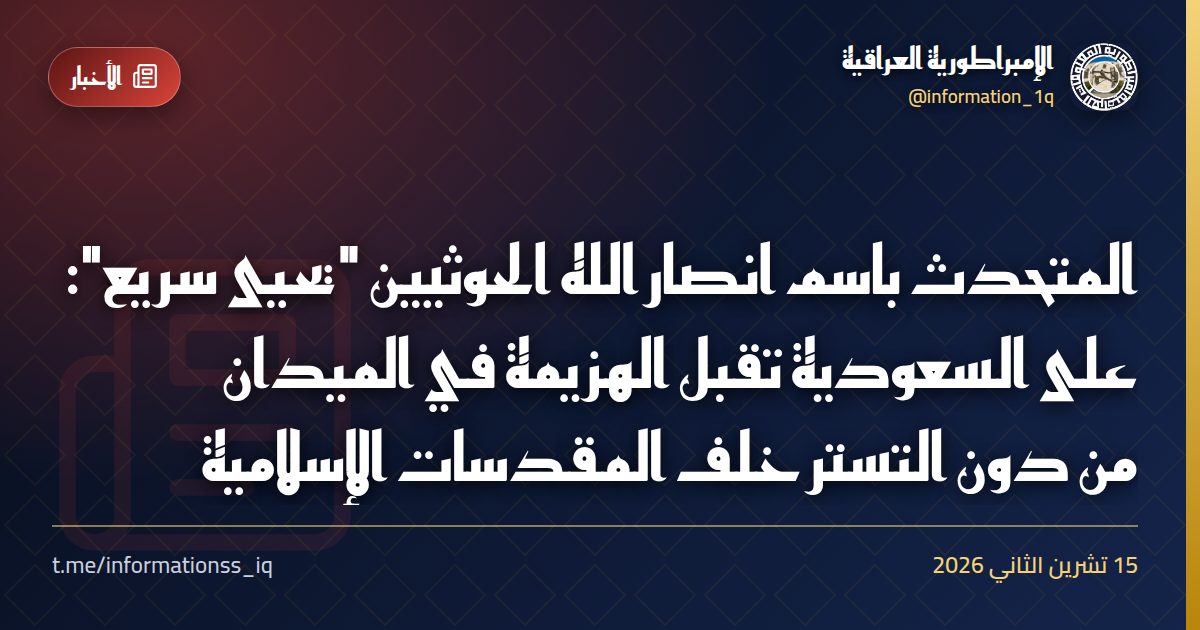 الإمبراطورية العراقية
@information_1q
الأخبار
المتحدث باسم انصار الله الحوثيين "يحيى سريع":
على السعودية تقبل الهزيمة في الميدان
من دون التستر خلف المقدسات الإسلامية
15 تشرين الثاني 2026
t.me/informationss_iq